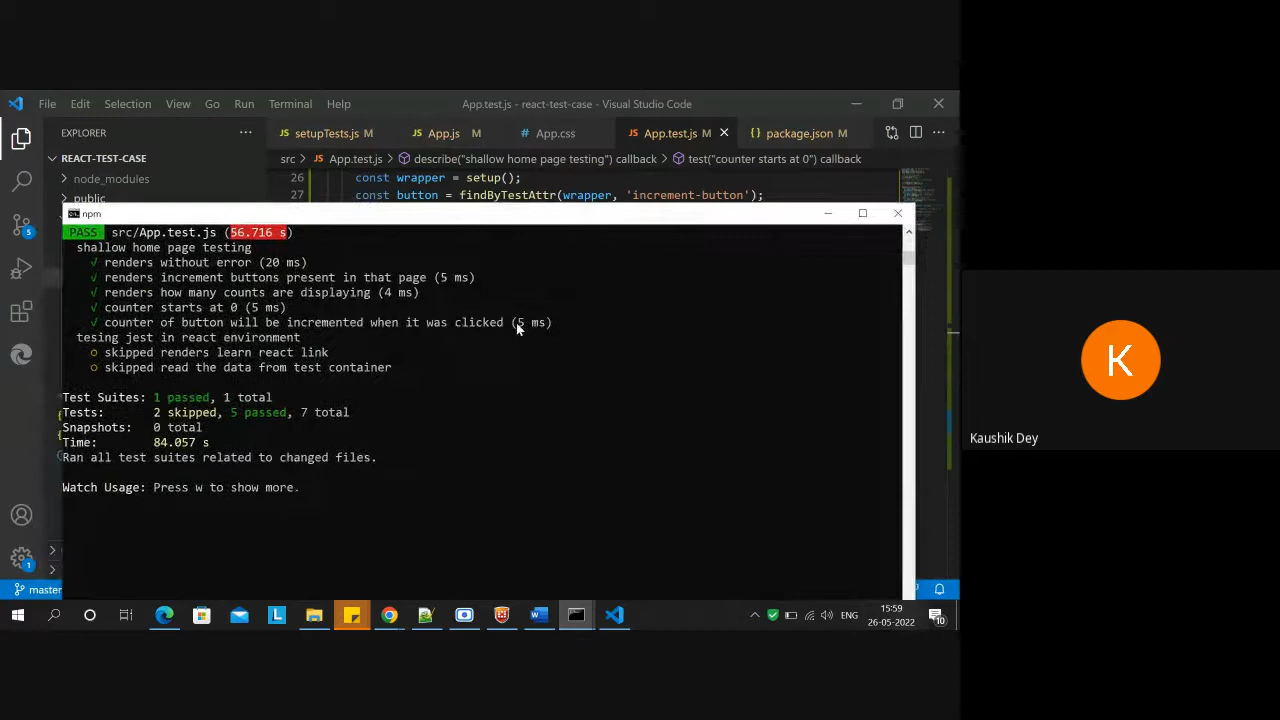 File Edit Selection View Go Run Terminal Help App.test.js - react-test-case - Visual Studio Code
EXPLORER
setupTests.js M App.js M App.css App.test.js M package.json M
REACT-TEST-CASE
src > App.test.js > describe("shallow home page testing") callback > test("counter starts at 0") callback
node_modules
26 const wrapper = setup();
public
27 const button = findByTestAttr(wrapper, 'increment-button');
npm
PASS src/App.test.js (56.716 s)
shallow home page testing
√ renders without error (20 ms)
√ renders increment buttons present in that page (5 ms)
√ renders how many counts are displaying (4 ms)
√ counter starts at 0 (5 ms)
√ counter of button will be incremented when it was clicked (5 ms)
tesing jest in react environment
○ skipped renders learn react link
○ skipped read the data from test container
Test Suites: 1 passed, 1 total
Tests: 2 skipped, 5 passed, 7 total
Snapshots: 0 total
Time: 84.057 s
Ran all test suites related to changed files.
Watch Usage: Press w to show more.
5
1
master
K
Kaushik Dey
ENG
15:59
26-05-2022
10